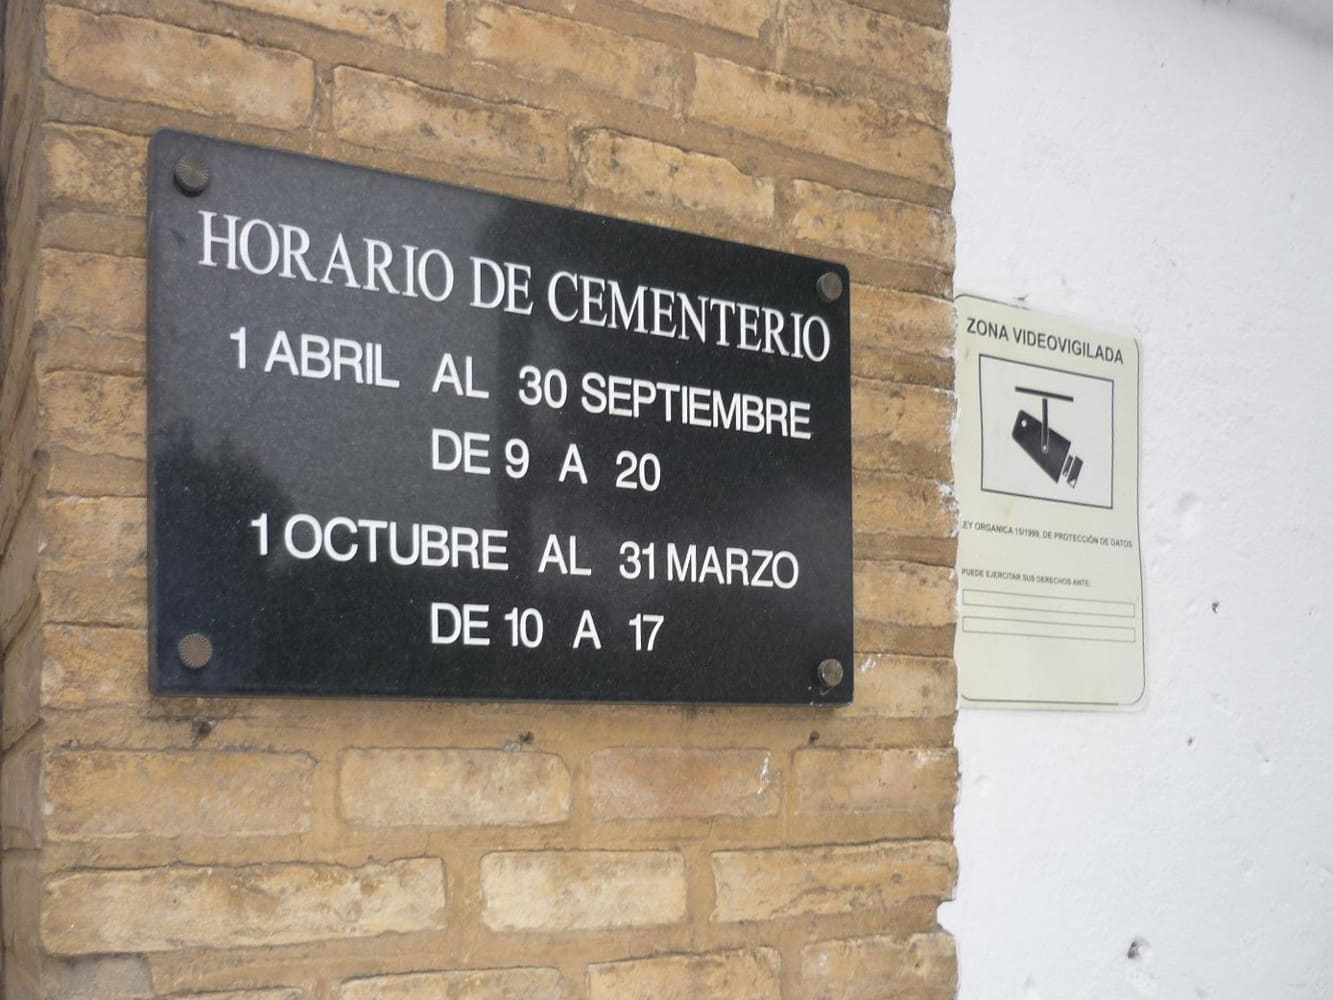 HORARIO DE CEMENTERIO
1 ABRIL AL 30 SEPTIEMBRE
DE 9 A 20
1 OCTUBRE AL 31 MARZO
DE 10 A 17
ZONA VIDEOVIGILADA
LEY ORGANICA 15/1999, DE PROTECCIÓN DE DATOS
PUEDE EJERCITAR SUS DERECHOS ANTE: